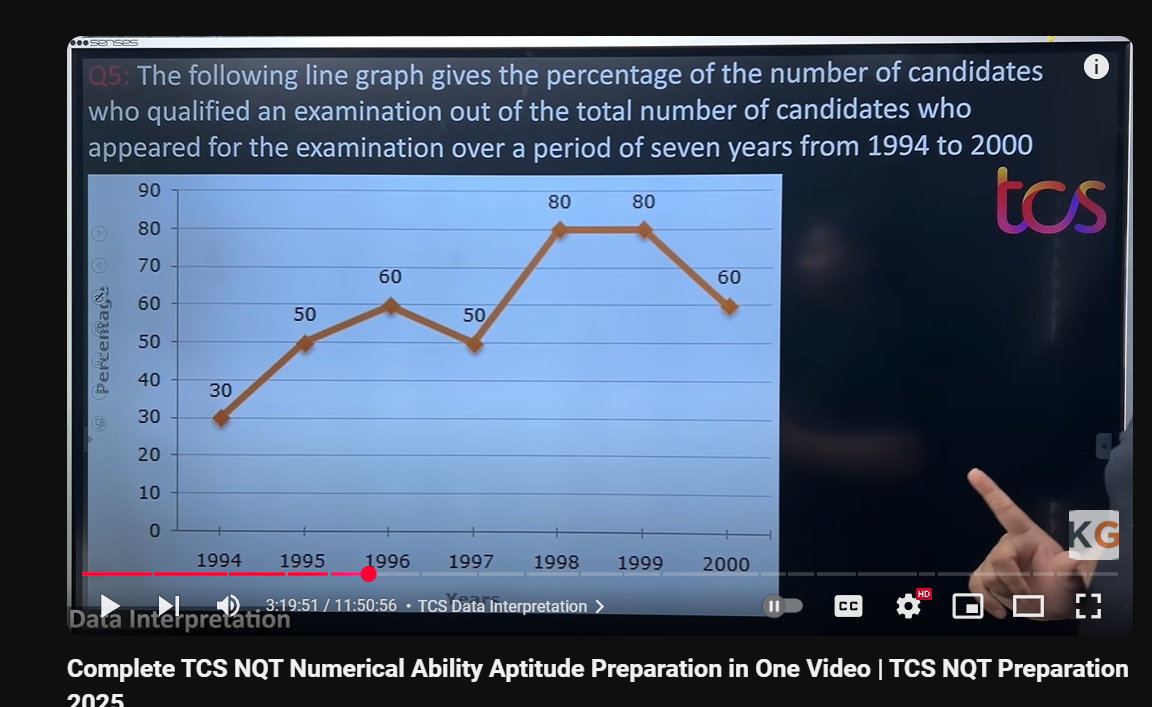 senses
Q5: The following line graph gives the percentage of the number of candidates
who qualified an examination out of the total number of candidates who
appeared for the examination over a period of seven years from 1994 to 2000
tcs
90
80
70
60
50
40
30
20
10
0
Percentage
30
50
60
50
80
80
60
1994 1995 1996 1997 1998 1999 2000
Years
KG
3:19:51 / 11:50:56 • TCS Data Interpretation
CC
HD
Data Interpretation
Complete TCS NQT Numerical Ability Aptitude Preparation in One Video | TCS NQT Preparation
2025